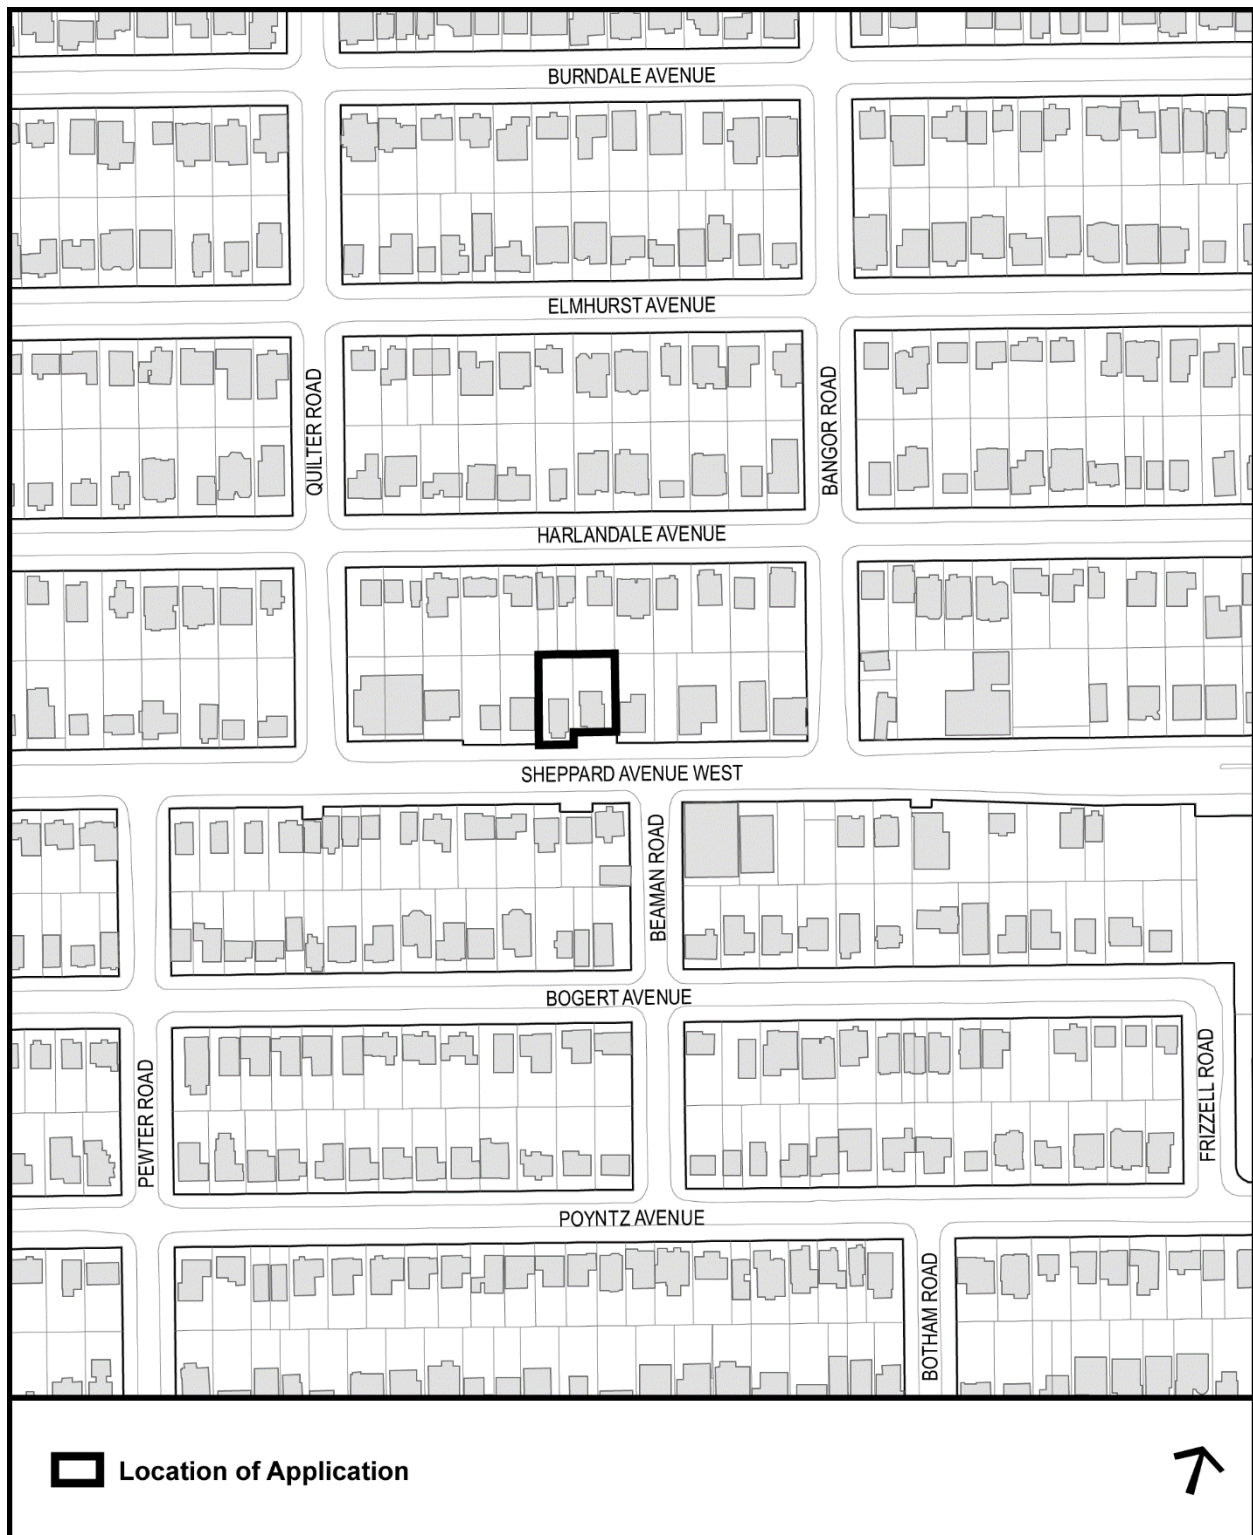 BURNDALE AVENUE
ELMHURST AVENUE
QUILTER ROAD
BANGOR ROAD
HARLANDALE AVENUE
SHEPPARD AVENUE WEST
BEAMAN ROAD
BOGERT AVENUE
PEWTER ROAD
FRIZZELL ROAD
POYNTZ AVENUE
BOTHAM ROAD
Location of Application